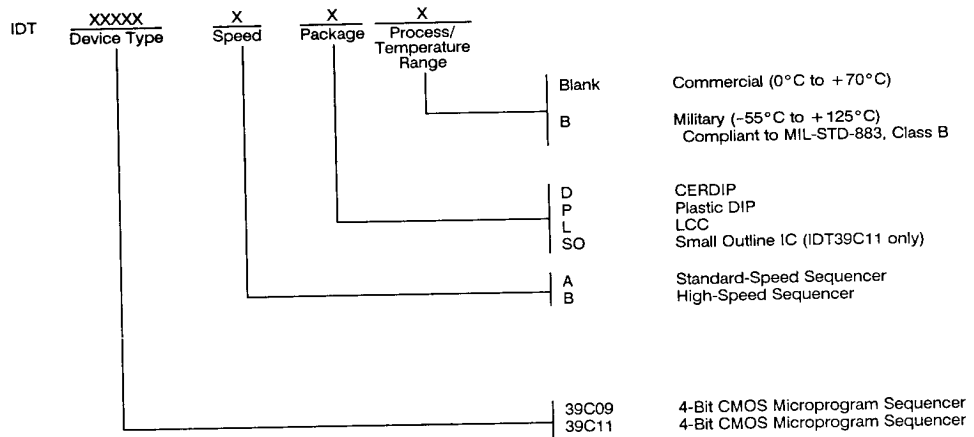 IDT XXXXX X X X
Device Type Speed Package Process/
Temperature
Range
Blank Commercial (0°C to +70°C)
B Military (-55°C to +125°C)
Compliant to MIL-STD-883, Class B
D CERDIP
P Plastic DIP
L LCC
SO Small Outline IC (IDT39C11 only)
A Standard-Speed Sequencer
B High-Speed Sequencer
39C09 4-Bit CMOS Microprogram Sequencer
39C11 4-Bit CMOS Microprogram Sequencer